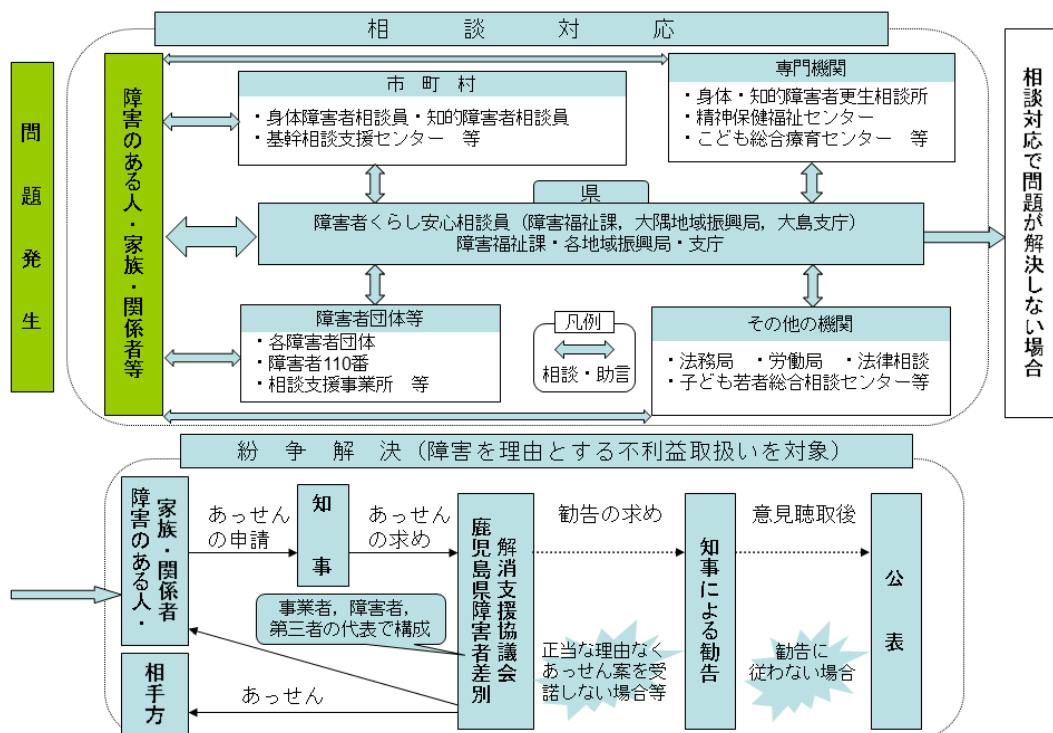 相談対応
問題発生
障害のある人・家族・関係者等
市町村
・身体障害者相談員・知的障害者相談員
・基幹相談支援センター　等
専門機関
・身体・知的障害者更生相談所
・精神保健福祉センター
・こども総合療育センター　等
県
障害者くらし安心相談員（障害福祉課，大隅地域振興局，大島支庁）
障害福祉課・各地域振興局・支庁
相談対応で問題が解決しない場合
障害者団体等
・各障害者団体
・障害者110番
・相談支援事業所　等
凡例
相談・助言
その他の機関
・法務局　・労働局　・法律相談
・子ども若者総合相談センター等
紛争解決（障害を理由とする不利益取扱いを対象）
障害のある人・
家族・関係者
あっせん
の申請
知事
あっせん
の求め
鹿児島県障害者差別
解消支援協議会
事業者，障害者，
第三者の代表で構成
勧告の求め
正当な理由なく
あっせん案を受
諾しない場合等
知事による勧告
意見聴取後
勧告に
従わない場合
公表
あっせん
相手方